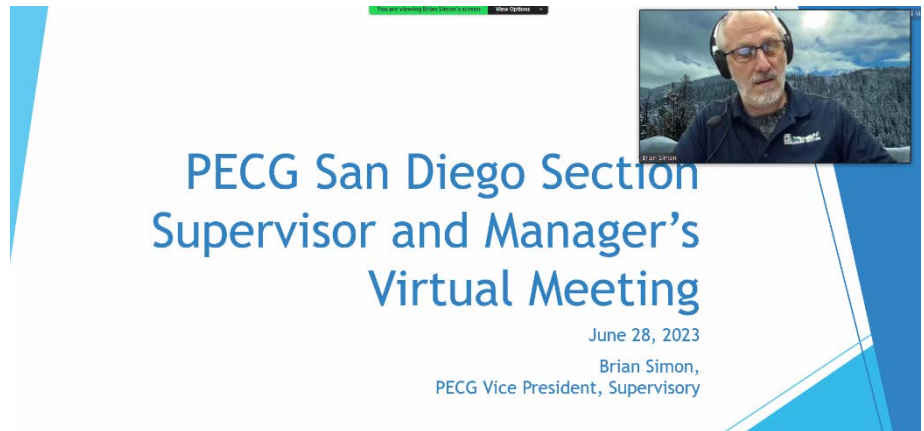 You are viewing Brian Simon's screen View Options
Brian Simon
PECG San Diego Section
Supervisor and Manager's
Virtual Meeting
June 28, 2023
Brian Simon,
PECG Vice President, Supervisory